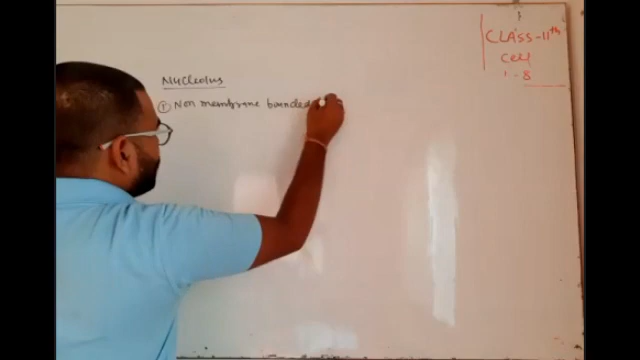 Nucleolus
① Non membrane bounded
CLASS-11th
Cell
1-8